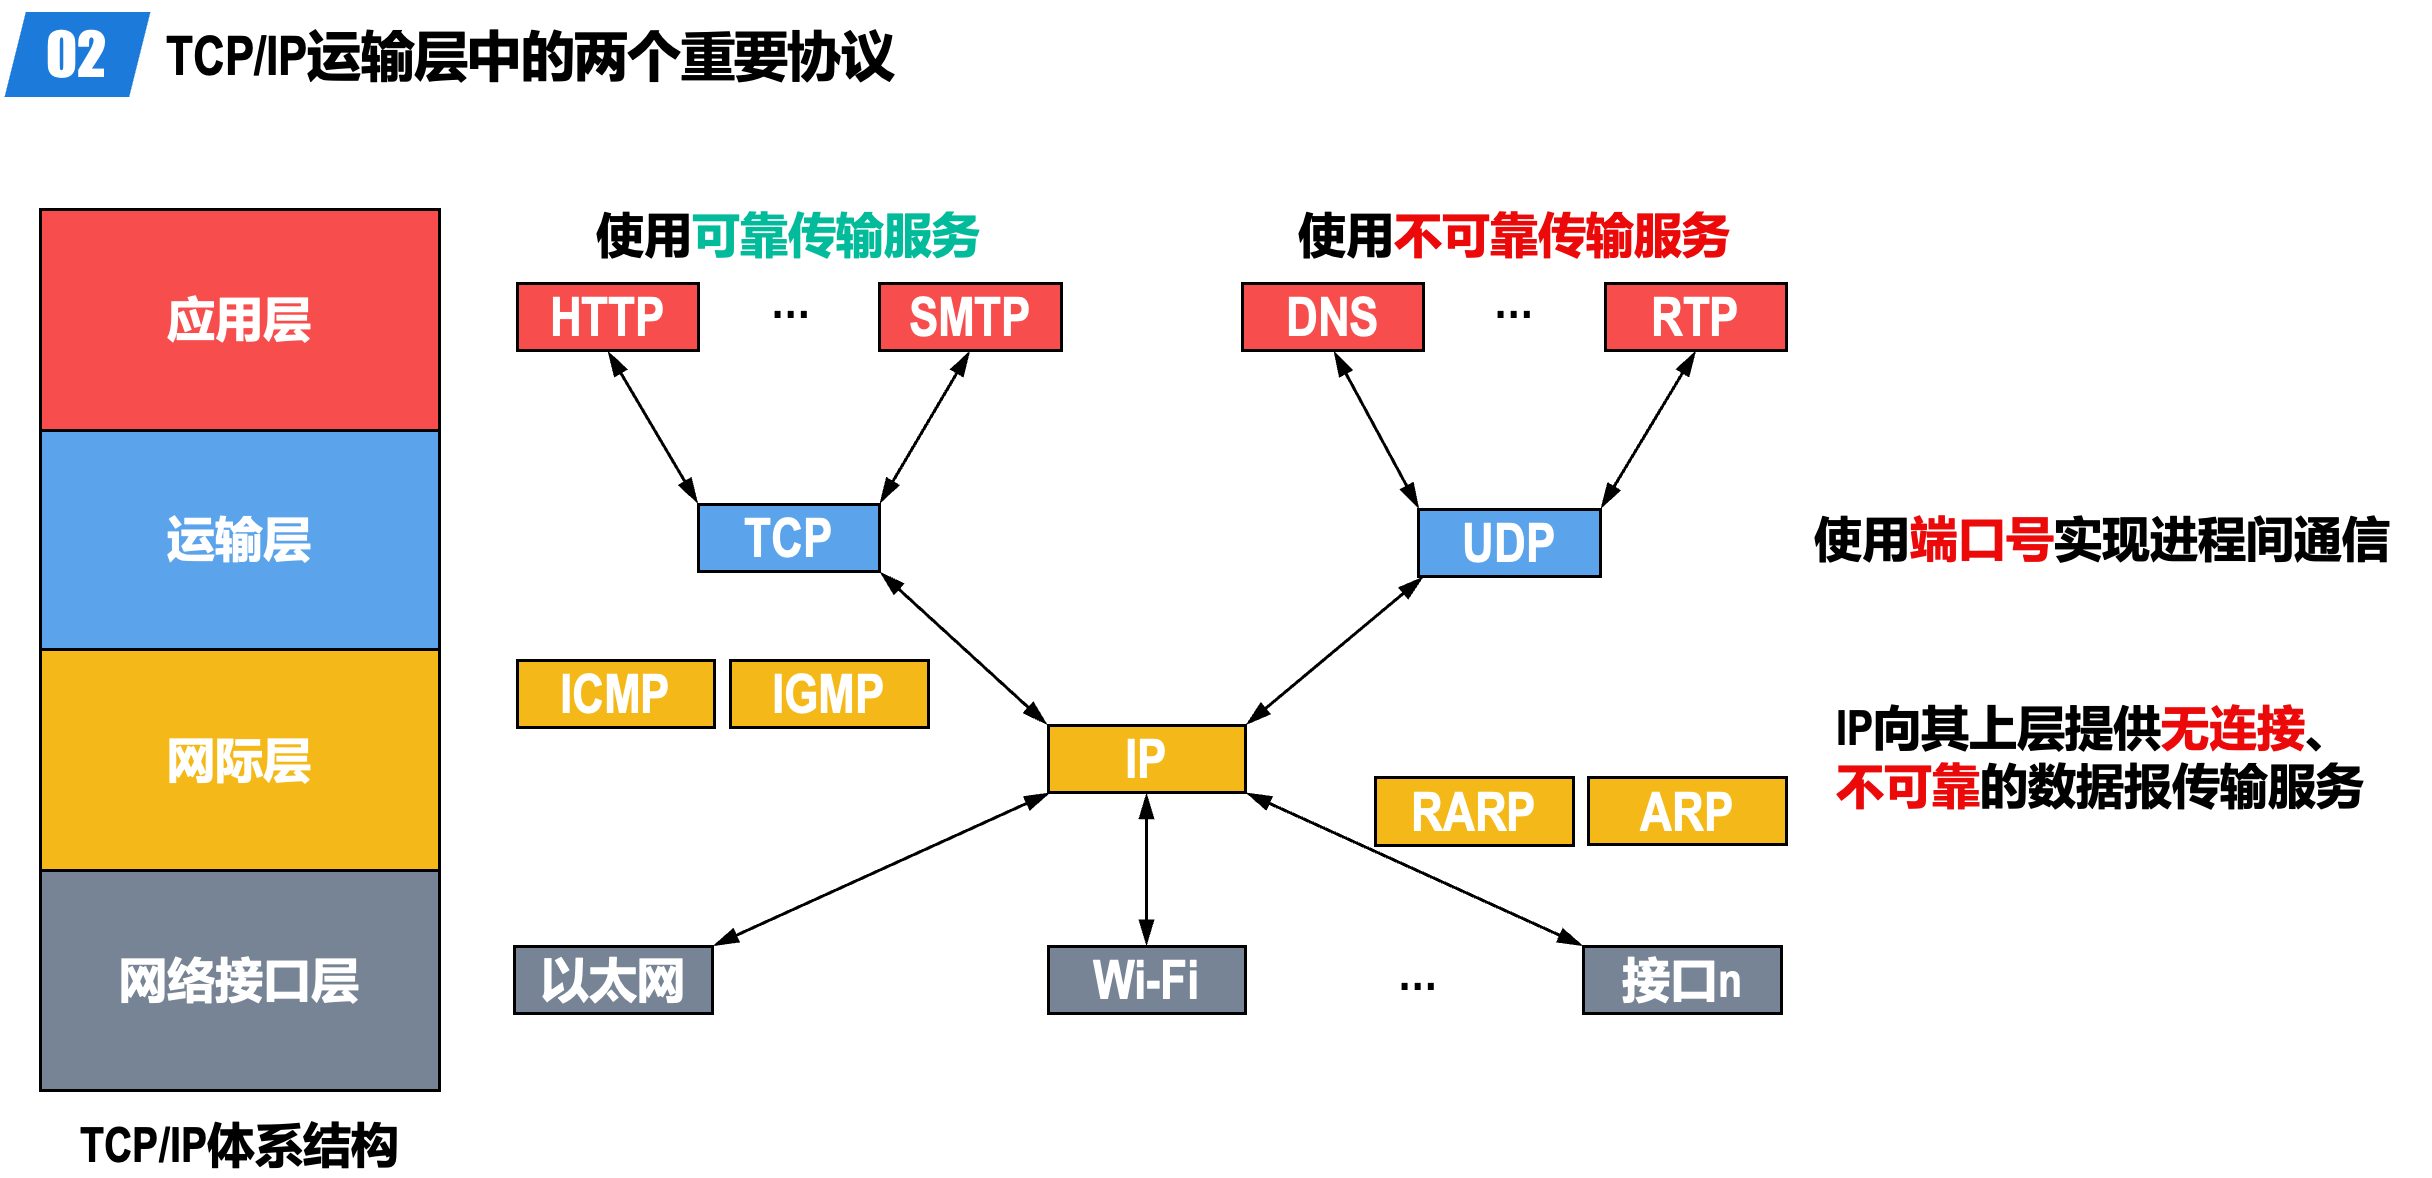 02
TCP/IP运输层中的两个重要协议
使用可靠传输服务
使用不可靠传输服务
应用层
HTTP
...
SMTP
DNS
...
RTP
运输层
TCP
UDP
使用端口号实现进程间通信
网际层
ICMP
IGMP
IP
RARP
ARP
IP向其上层提供无连接、
不可靠的数据报传输服务
网络接口层
以太网
Wi-Fi
...
接口n
TCP/IP体系结构